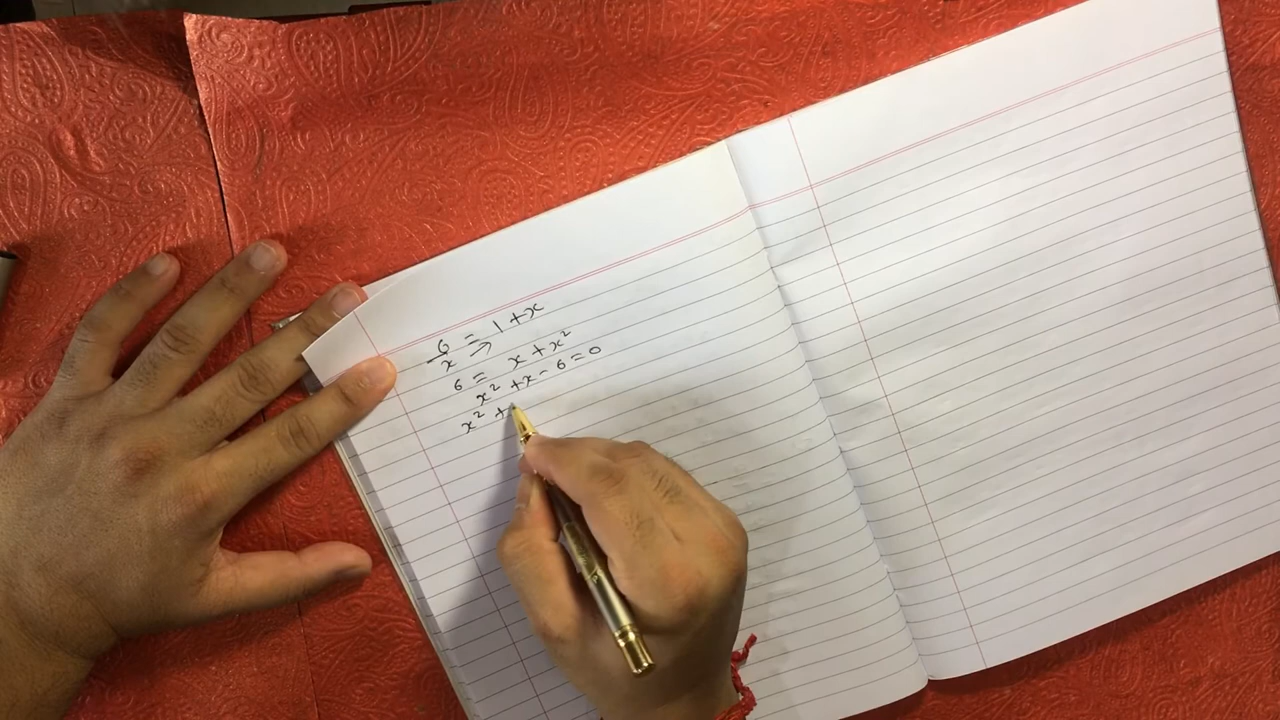 6/x = 1 + x
6 = x + x²
x² + x - 6 = 0
x² +